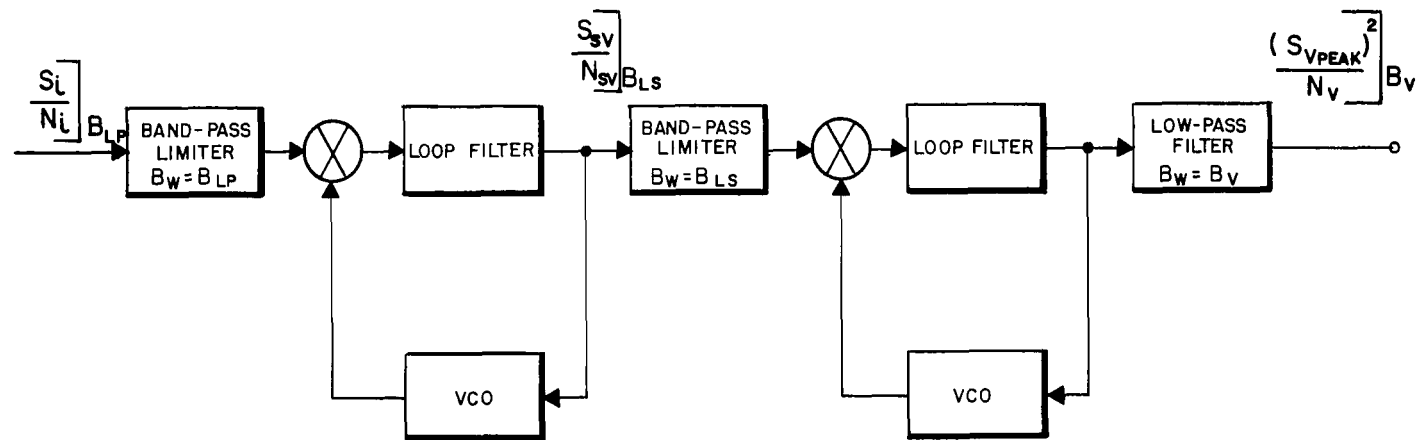 Si/Ni]BLP
BAND-PASS
LIMITER
BW=BLP
LOOP FILTER
VCO
SSV/NSV]BLS
BAND-PASS
LIMITER
BW=BLS
LOOP FILTER
VCO
LOW-PASS
FILTER
BW=BV
(SVPEAK)²/NV]BV